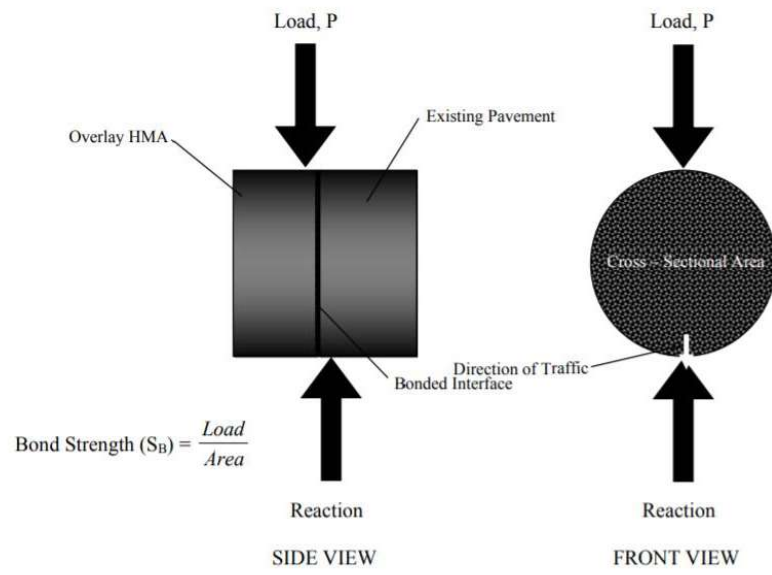 Load, P
Load, P
Overlay HMA
Existing Pavement
Cross – Sectional Area
Direction of Traffic
Bonded Interface
Bond Strength (S_B) = Load / Area
Reaction
Reaction
SIDE VIEW
FRONT VIEW